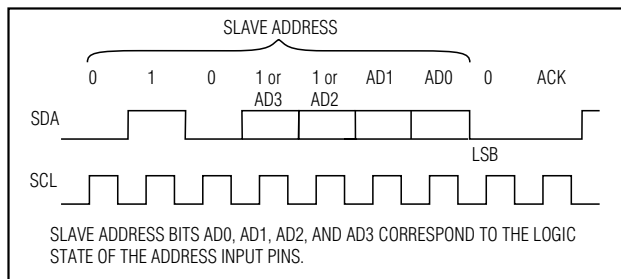 SLAVE ADDRESS
0 1 0 1 or AD3 1 or AD2 AD1 AD0 0 ACK
SDA
LSB
SCL
SLAVE ADDRESS BITS AD0, AD1, AD2, AND AD3 CORRESPOND TO THE LOGIC
STATE OF THE ADDRESS INPUT PINS.